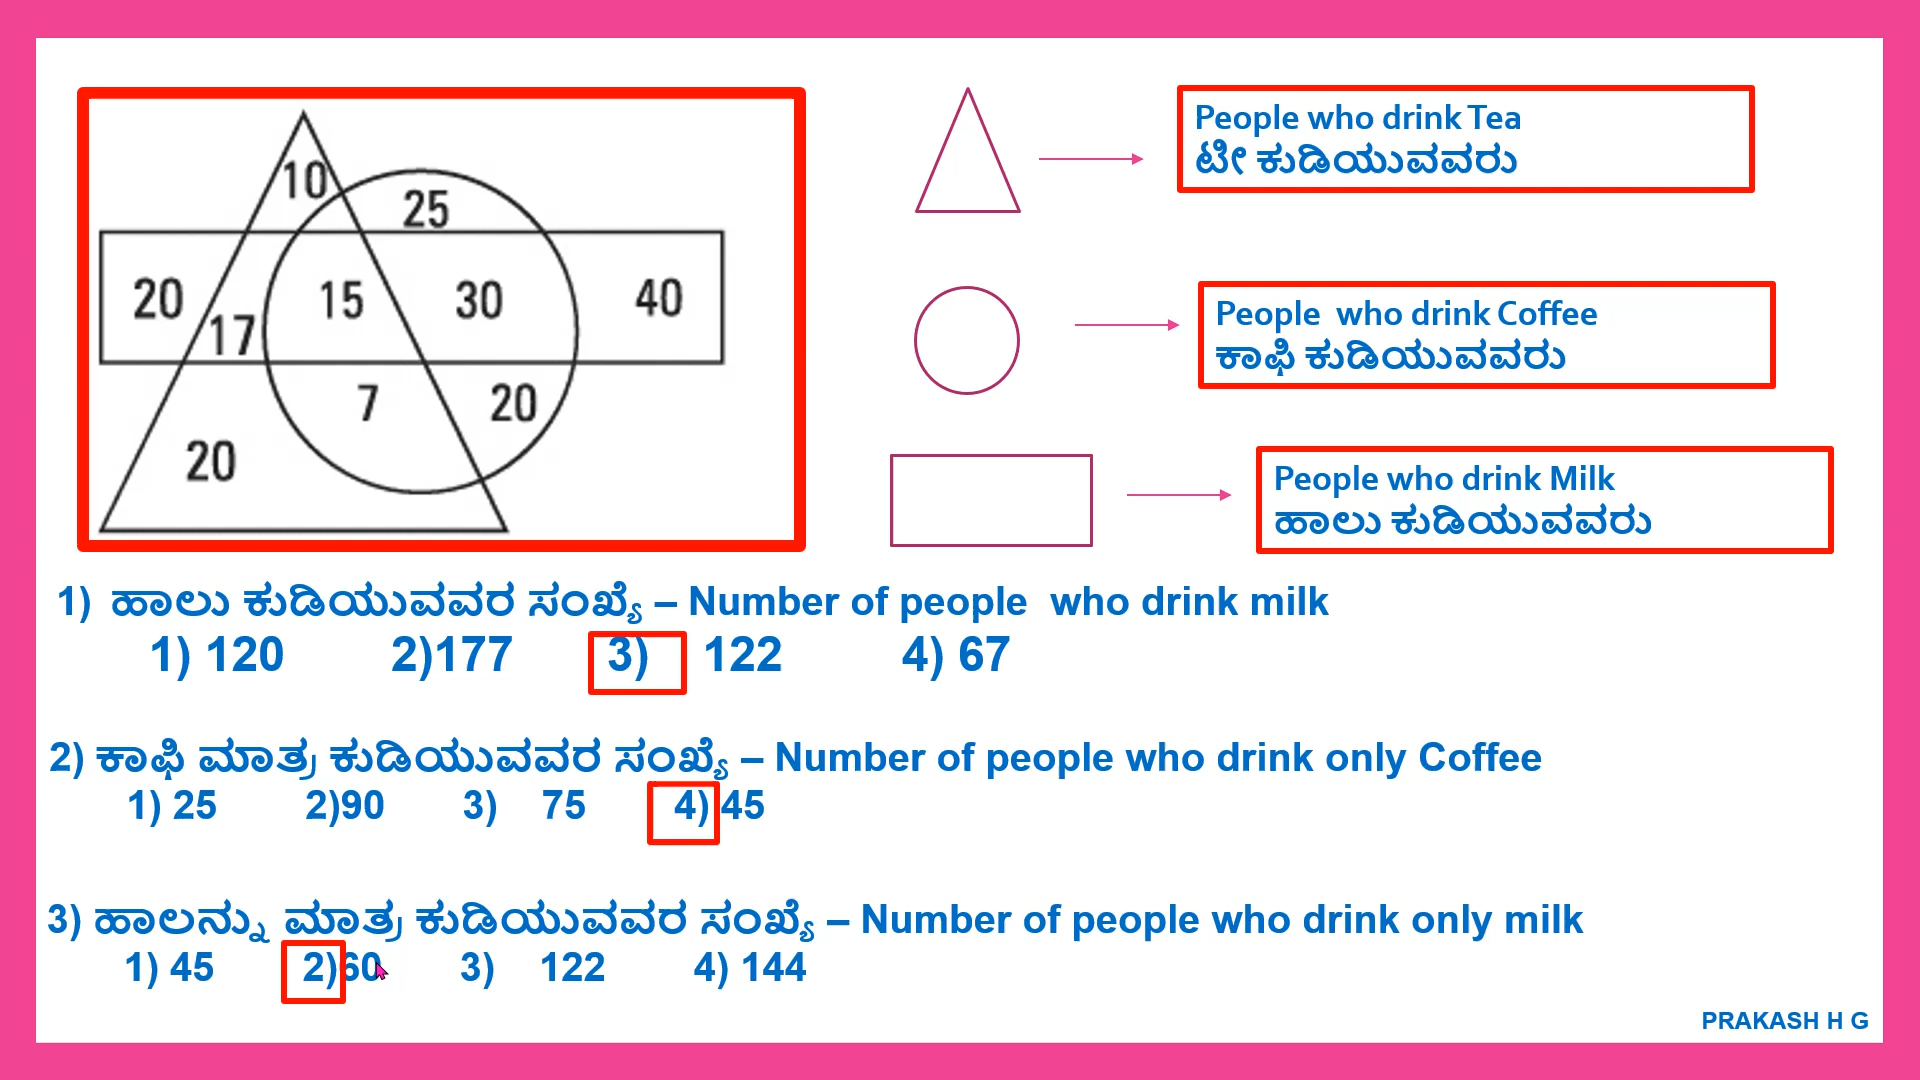 10
25
20
17
15
30
40
7
20
20
People who drink Tea
ಟೀ ಕುಡಿಯುವವರು
People who drink Coffee
ಕಾಫಿ ಕುಡಿಯುವವರು
People who drink Milk
ಹಾಲು ಕುಡಿಯುವವರು
1) ಹಾಲು ಕುಡಿಯುವವರ ಸಂಖ್ಯೆ – Number of people who drink milk
1) 120 2)177 3) 122 4) 67
2) ಕಾಫಿ ಮಾತ್ರ ಕುಡಿಯುವವರ ಸಂಖ್ಯೆ – Number of people who drink only Coffee
1) 25 2)90 3) 75 4) 45
3) ಹಾಲನ್ನು ಮಾತ್ರ ಕುಡಿಯುವವರ ಸಂಖ್ಯೆ – Number of people who drink only milk
1) 45 2)60 3) 122 4) 144
PRAKASH H G